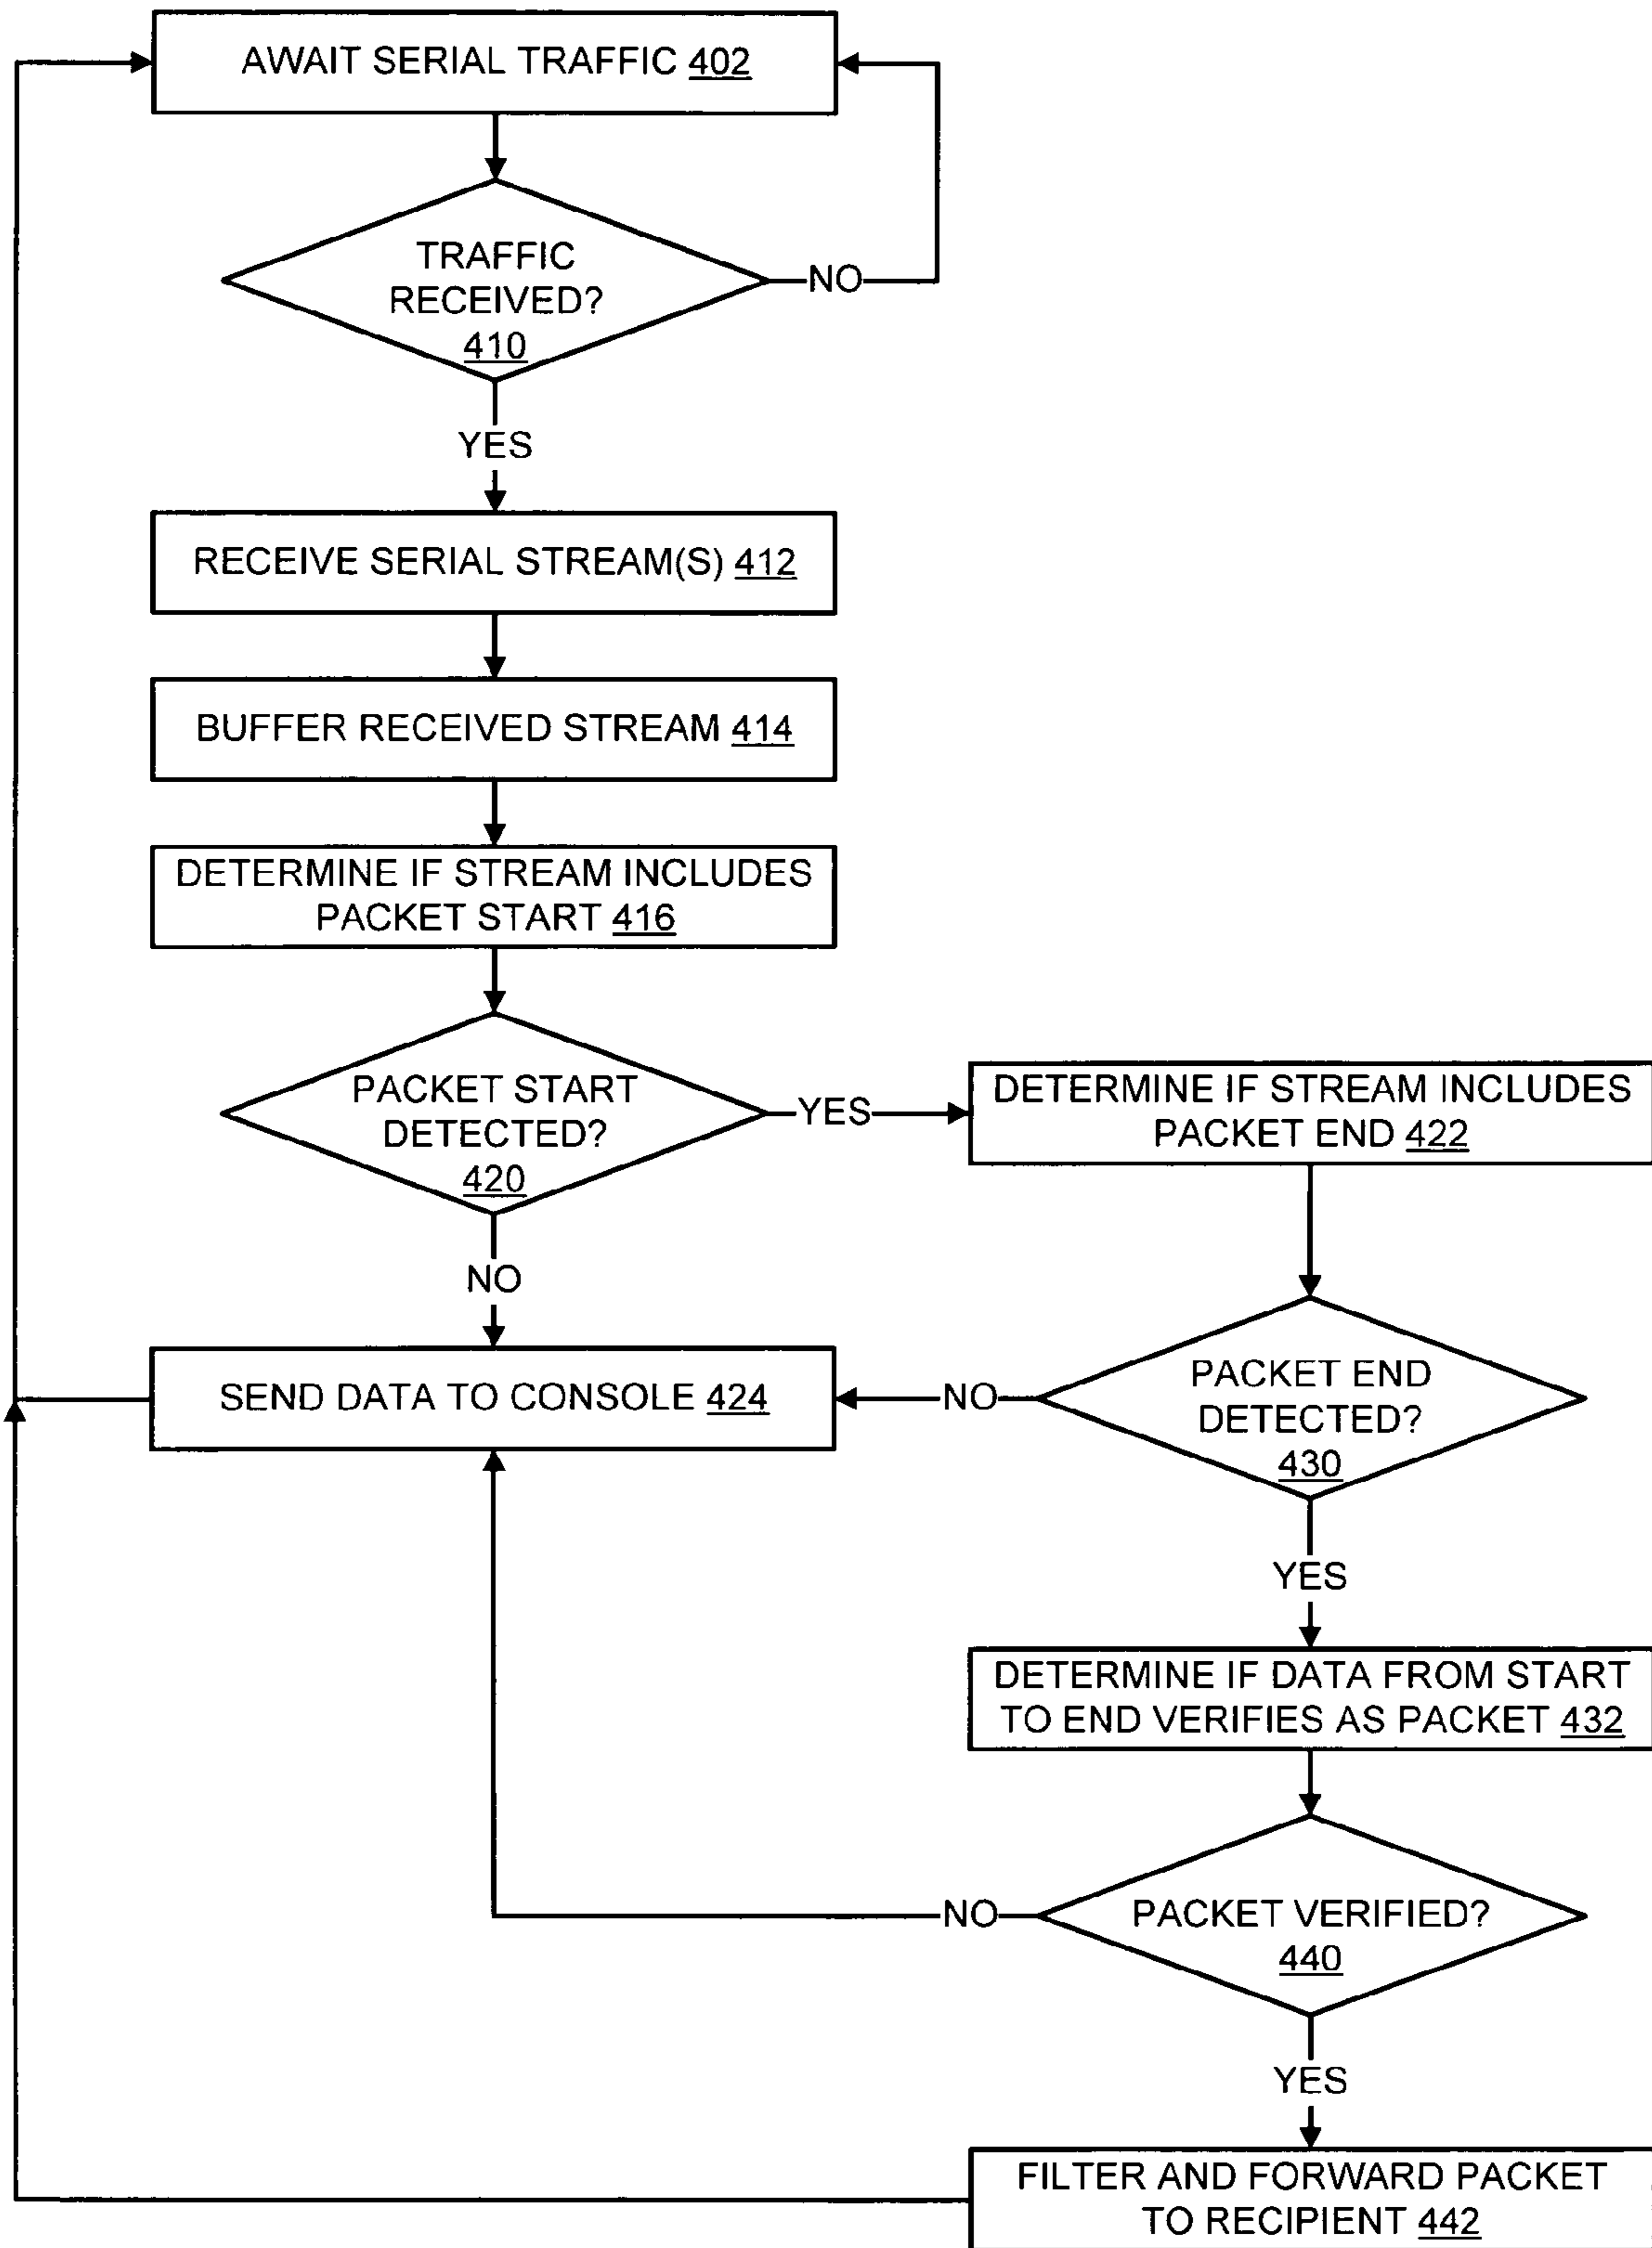 AWAIT SERIAL TRAFFIC 402
TRAFFIC
RECEIVED?
410
NO
YES
RECEIVE SERIAL STREAM(S) 412
BUFFER RECEIVED STREAM 414
DETERMINE IF STREAM INCLUDES
PACKET START 416
PACKET START
DETECTED?
420
YES
DETERMINE IF STREAM INCLUDES
PACKET END 422
NO
SEND DATA TO CONSOLE 424
NO
PACKET END
DETECTED?
430
YES
DETERMINE IF DATA FROM START
TO END VERIFIES AS PACKET 432
NO
PACKET VERIFIED?
440
YES
FILTER AND FORWARD PACKET
TO RECIPIENT 442